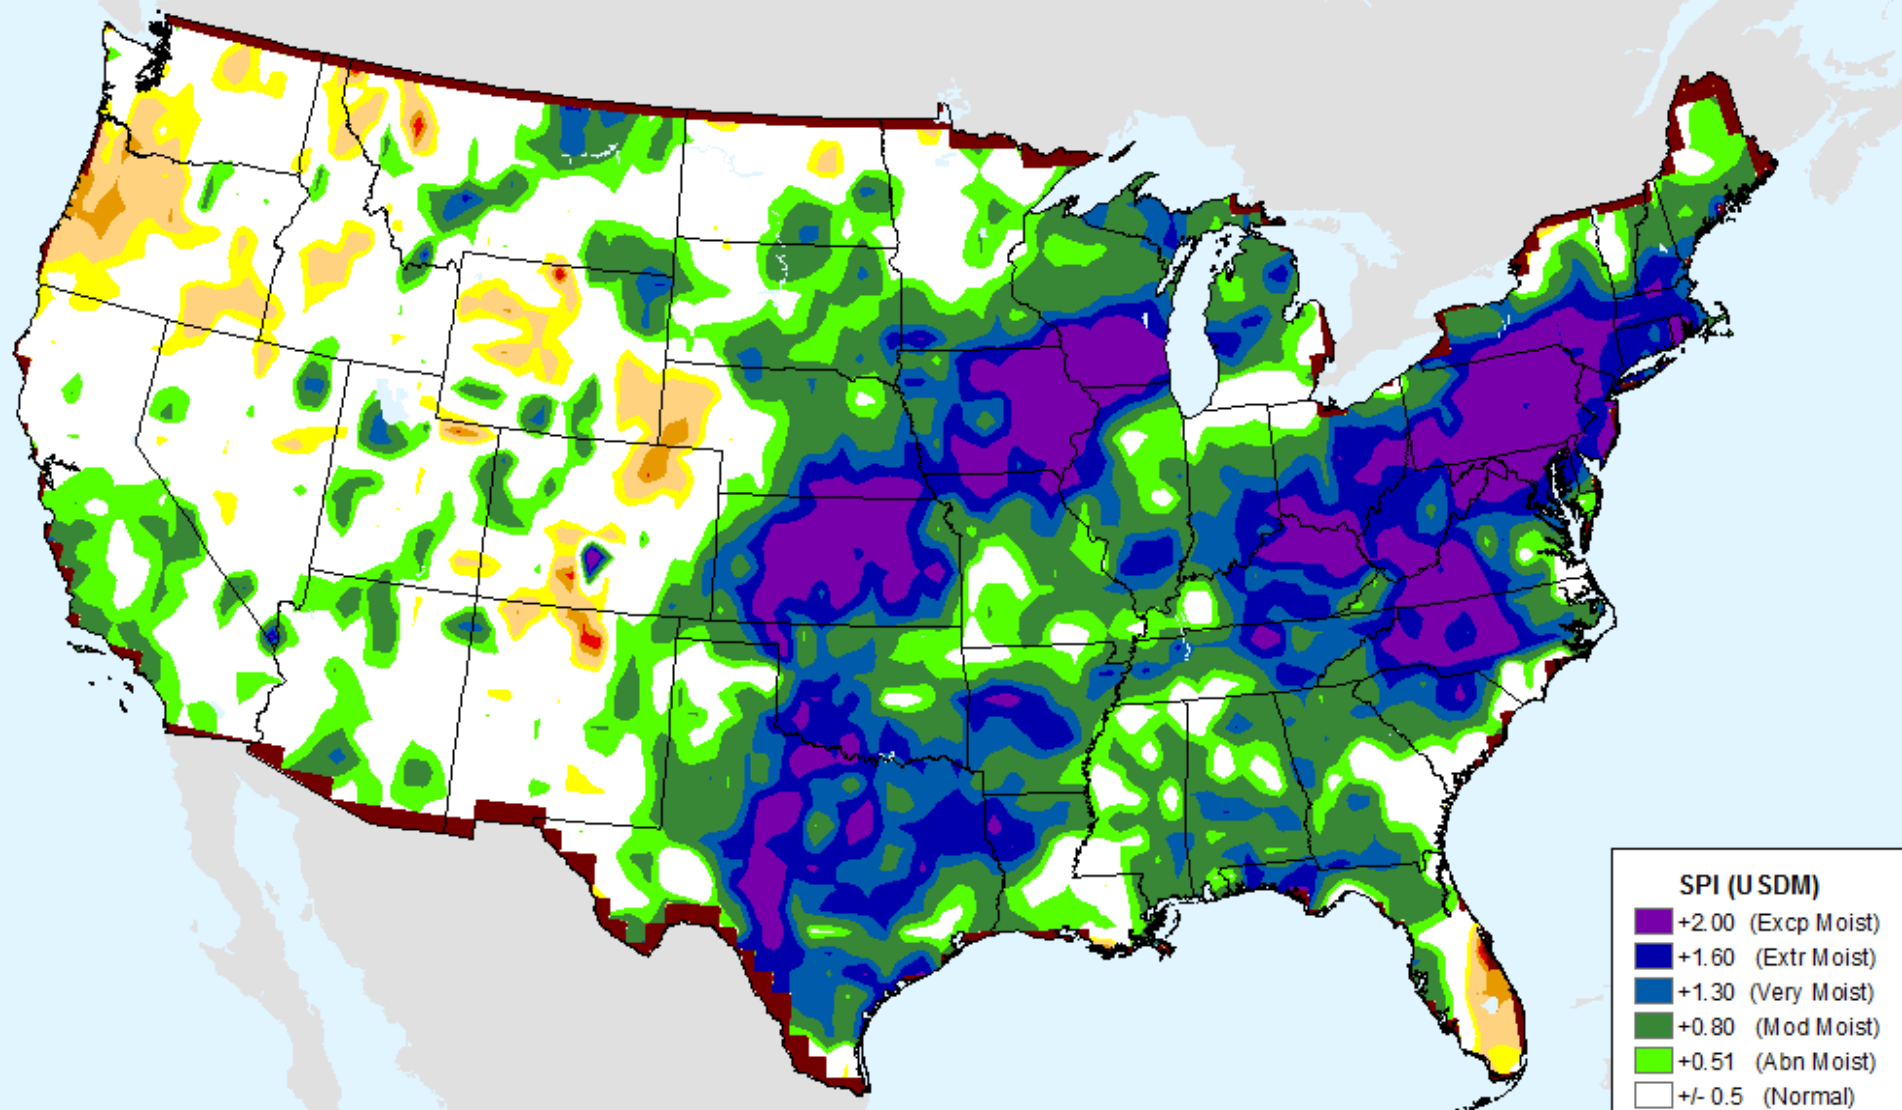 SPI (USDM)
+2.00 (Excp Moist)
+1.60 (Extr Moist)
+1.30 (Very Moist)
+0.80 (Mod Moist)
+0.51 (Abn Moist)
+/- 0.5 (Normal)